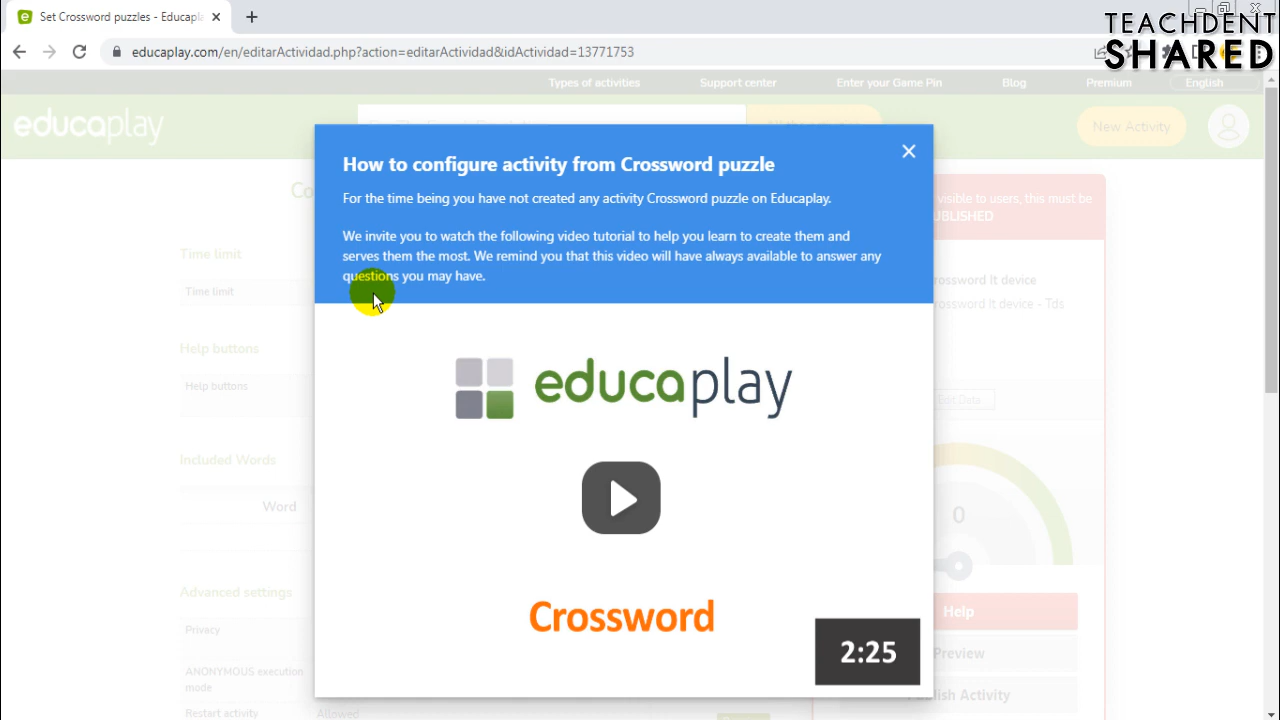 Set Crossword puzzles - Educapla
TEACHDENT
SHARED
educaplay.com/en/editarActividad.php?action=editarActividad&idActividad=13771753
Types of activities
Support center
Enter your Game Pin
Blog
Premium
English
educaplay
New Activity
How to configure activity from Crossword puzzle
For the time being you have not created any activity Crossword puzzle on Educaplay.
We invite you to watch the following video tutorial to help you learn to create them and
serves them the most. We remind you that this video will have always available to answer any
questions you may have.
educaplay
Crossword
2:25
Co
Time limit
Time limit
Help buttons
Help buttons
Included Words
Word
Advanced settings
Privacy
ANONYMOUS execution
mode
Restart activity
Allowed
visible to users, this must be
UBLISHED
ossword It device
ossword It device - Tds
Edit Date
0
Help
Preview
Publish Activity